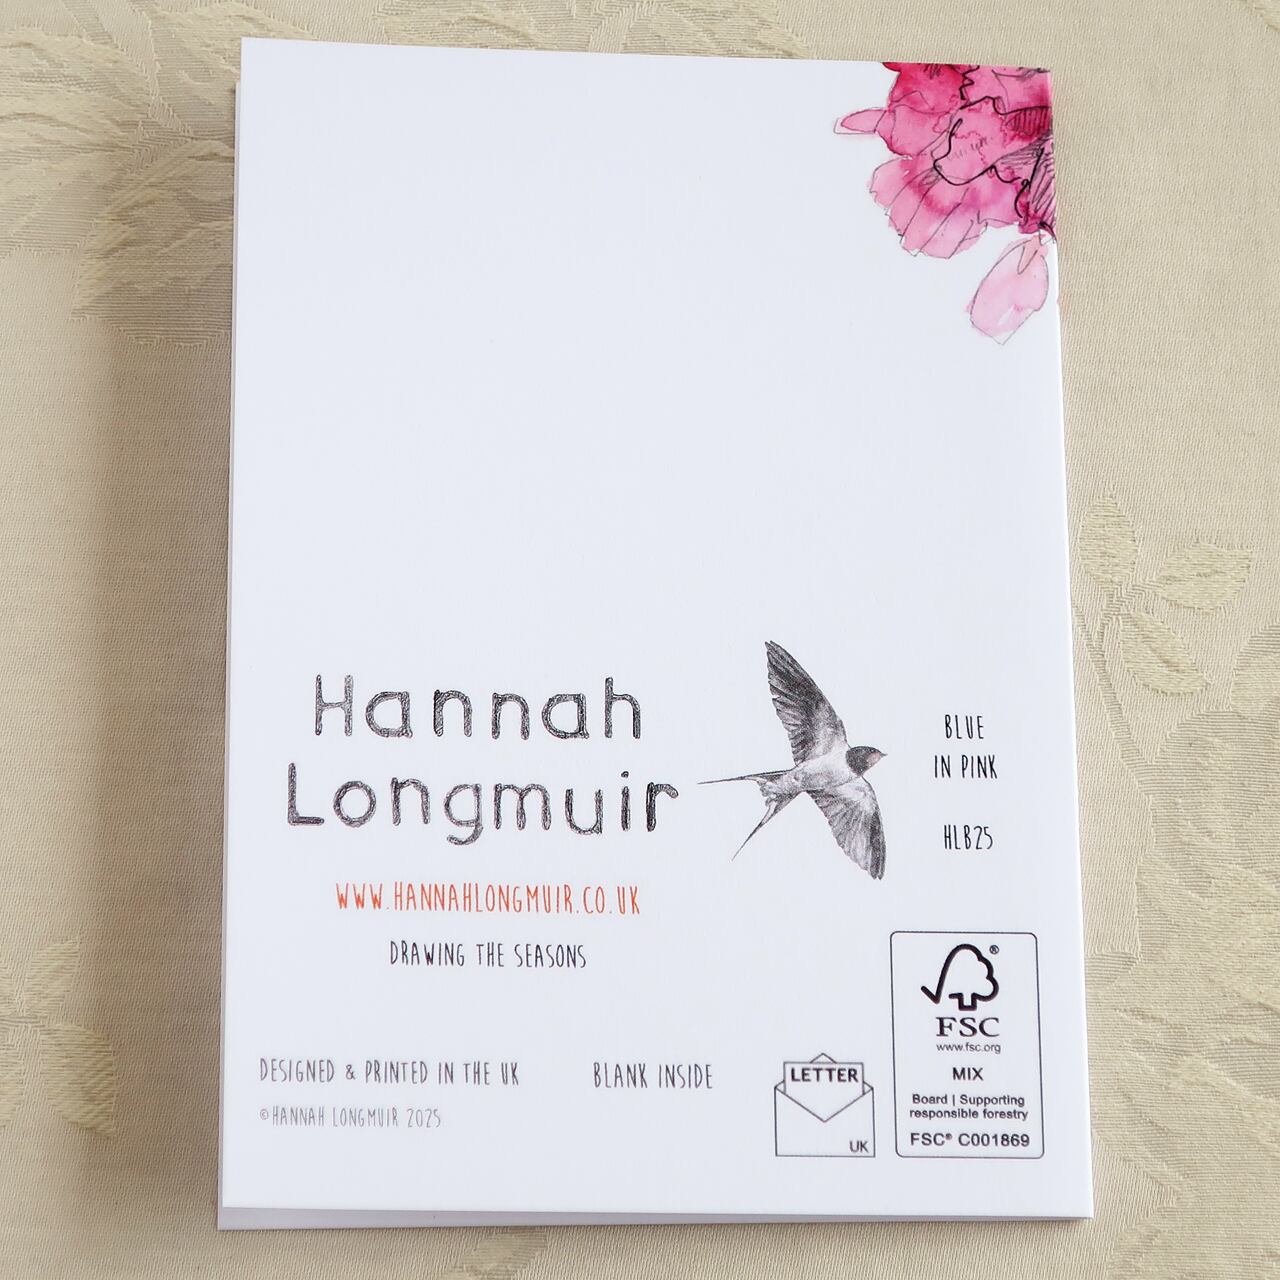 Hannah
Longmuir
WWW.HANNAHLONGMUIR.CO.UK
DRAWING THE SEASONS
BLUE
IN PINK
HLB25
DESIGNED & PRINTED IN THE UK
©HANNAH LONGMUIR 2025
BLANK INSIDE
LETTER
UK
®
FSC
www.fsc.org
MIX
Board | Supporting
responsible forestry
FSC® C001869